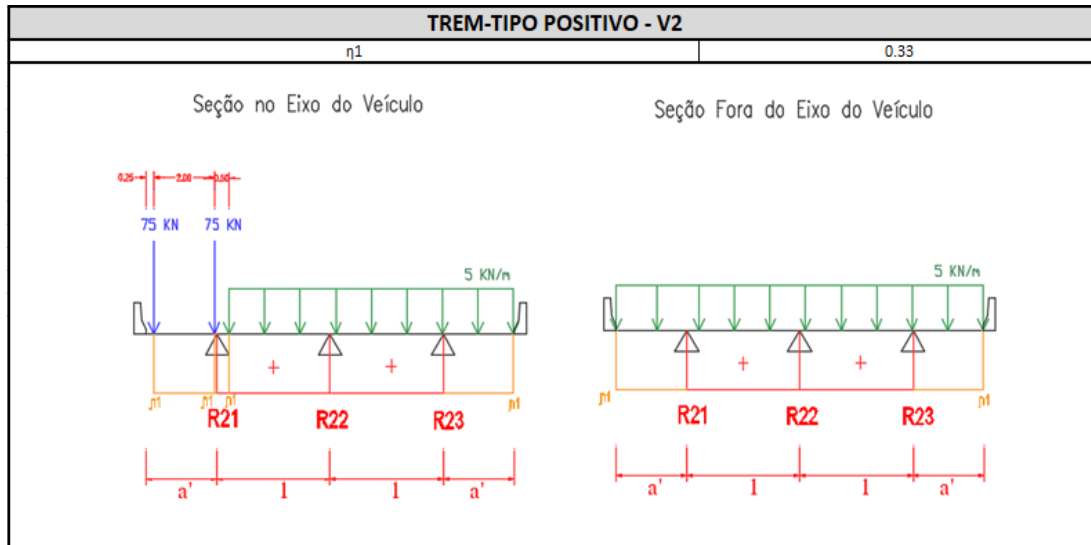 TREM-TIPO POSITIVO - V2
η1 0.33
Seção no Eixo do Veículo
Seção Fora do Eixo do Veículo
0.25 2.00 0.50
75 KN 75 KN
5 KN/m
5 KN/m
+ +
+ +
η1 η1 η1 η1
η1 η1
R21 R22 R23
R21 R22 R23
a' l l a'
a' l l a'